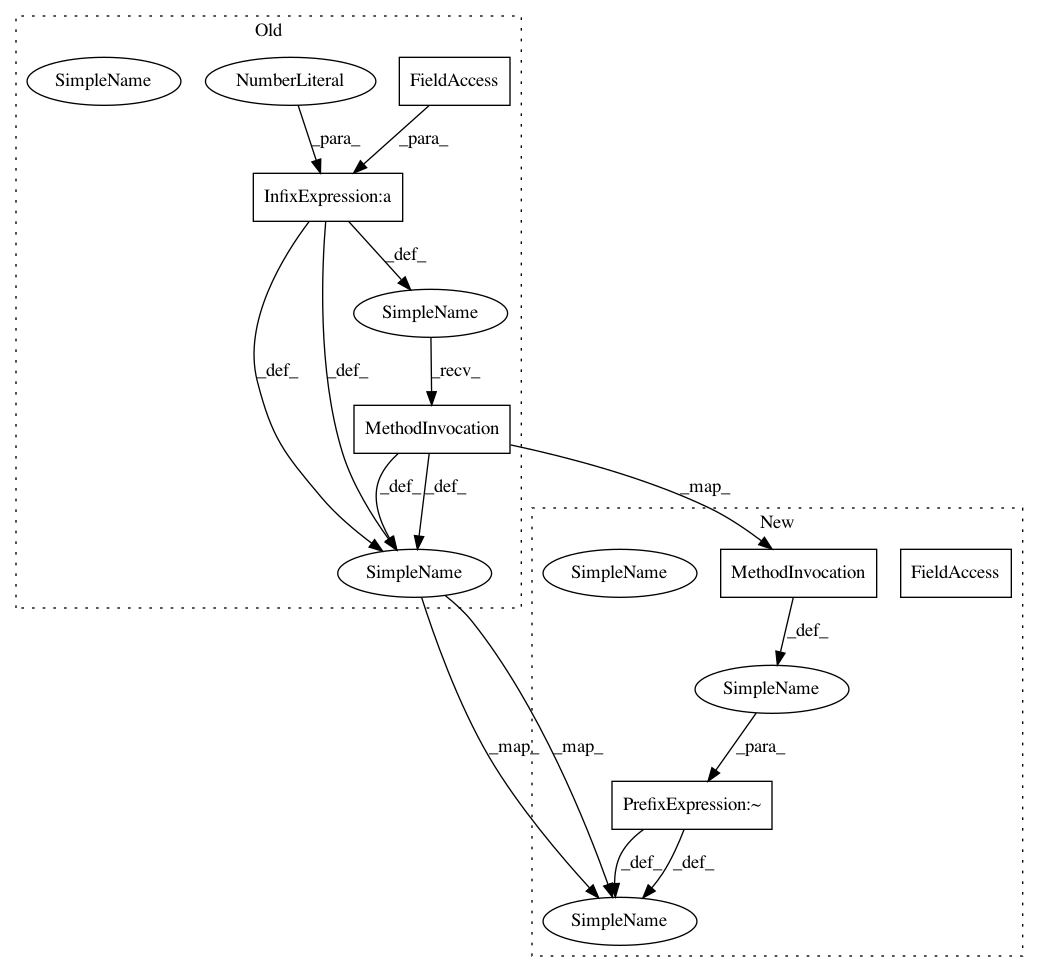 Old
SimpleName
NumberLiteral
FieldAccess
_para_
_para_
InfixExpression:a
_def_
SimpleName
_def_
_def_
_recv_
MethodInvocation
_def_
_def_
_map_
New
SimpleName
SimpleName
MethodInvocation
FieldAccess
_def_
SimpleName
_map_
_map_
_para_
PrefixExpression:~
_def_
_def_
SimpleName